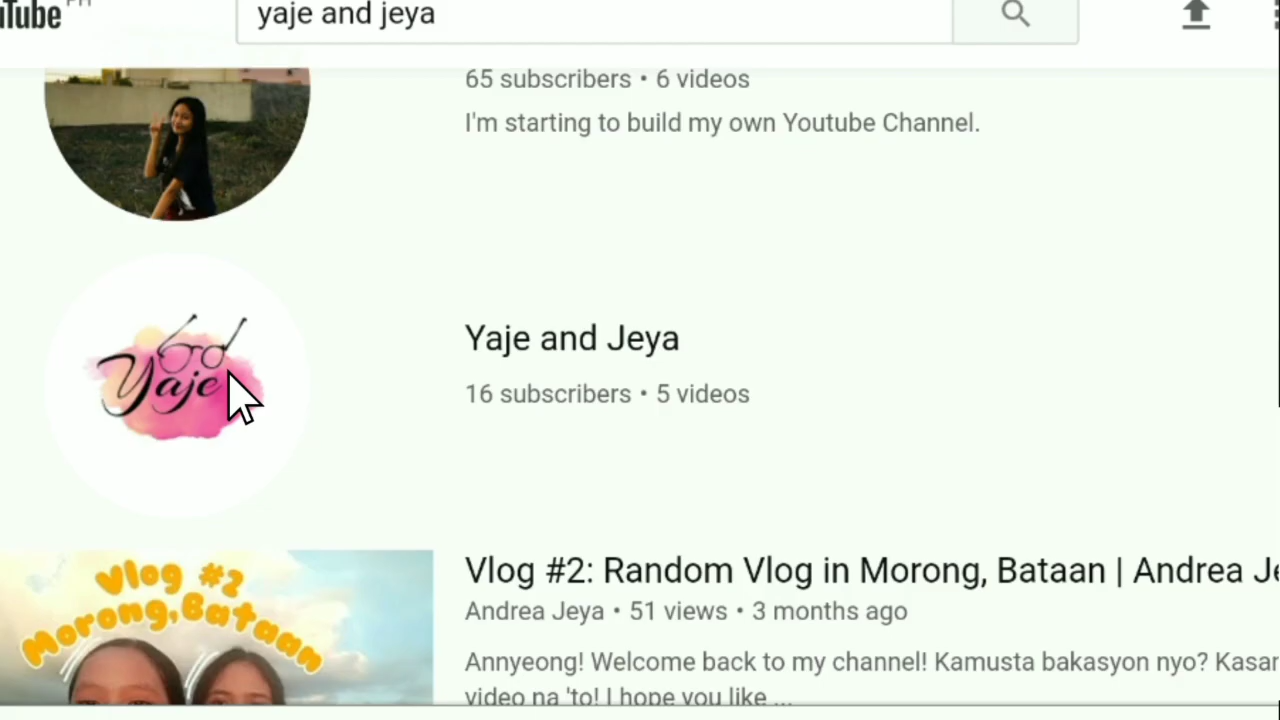 uTube PH
yaje and jeya
65 subscribers • 6 videos
I'm starting to build my own Youtube Channel.
Yaje
Yaje and Jeya
16 subscribers • 5 videos
Vlog #2
Morong, Bataan
Vlog #2: Random Vlog in Morong, Bataan | Andrea Je
Andrea Jeya • 51 views • 3 months ago
Annyeong! Welcome back to my channel! Kamusta bakasyon nyo? Kasar
video na 'to! I hope you like ...